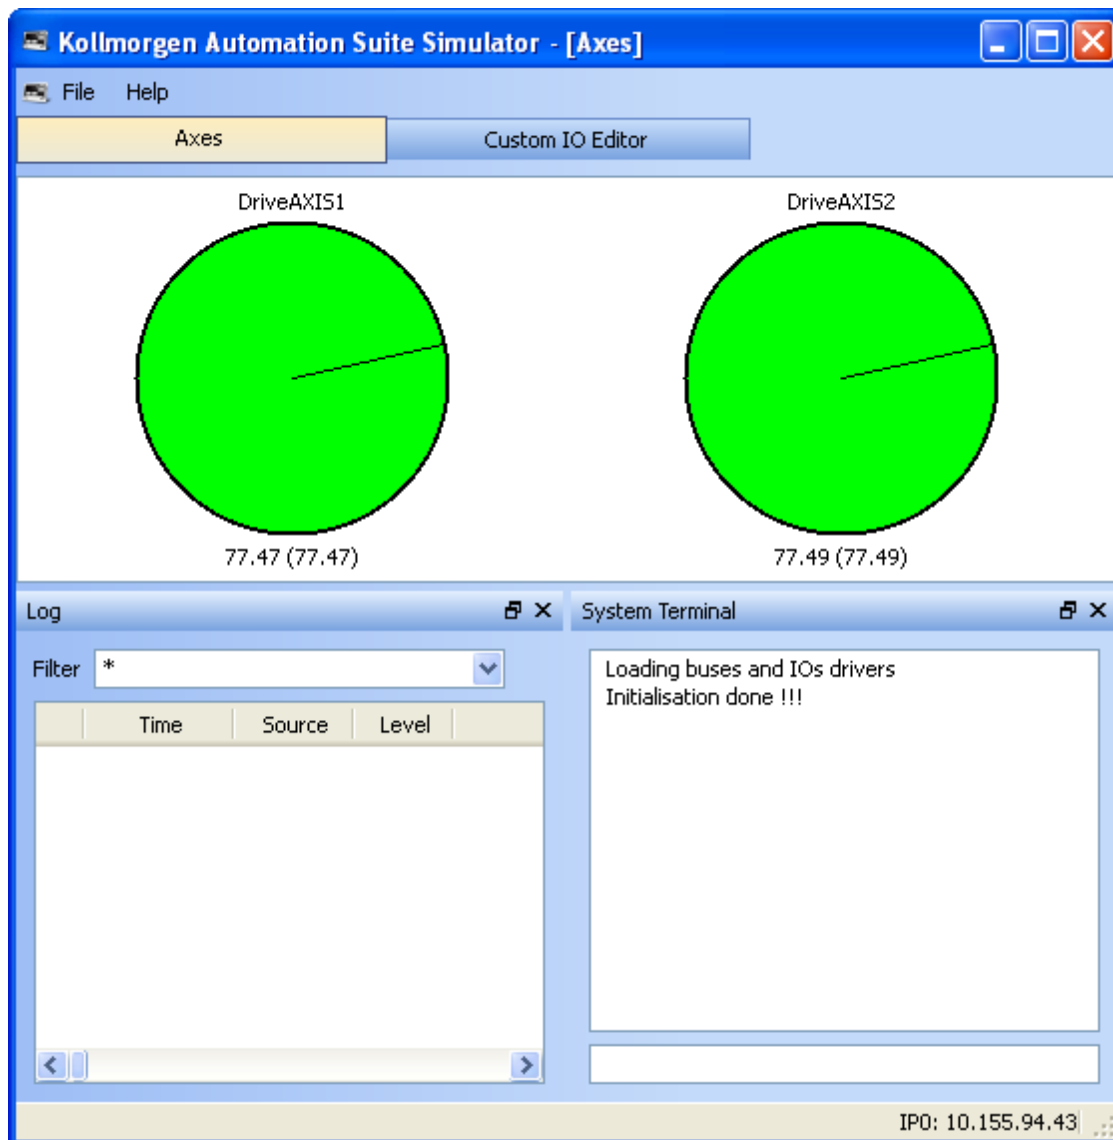 Kollmorgen Automation Suite Simulator - [Axes]
File Help
Axes Custom IO Editor
DriveAXIS1 DriveAXIS2
77.47 (77.47) 77.49 (77.49)
Log
Filter *
Time Source Level
System Terminal
Loading buses and IOs drivers
Initialisation done !!!
IP0: 10.155.94.43